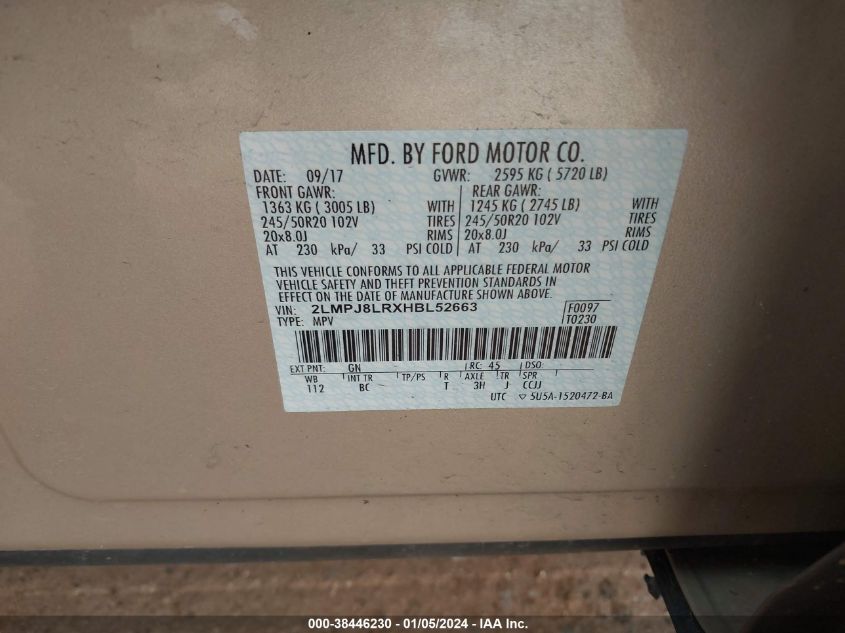 MFD. BY FORD MOTOR CO.
DATE: 09/17 GVWR: 2595 KG ( 5720 LB)
FRONT GAWR: REAR GAWR:
1363 KG ( 3005 LB) WITH 1245 KG ( 2745 LB) WITH
245/50R20 102V TIRES 245/50R20 102V TIRES
20x8.0J RIMS 20x8.0J RIMS
AT 230 kPa/ 33 PSI COLD AT 230 kPa/ 33 PSI COLD
THIS VEHICLE CONFORMS TO ALL APPLICABLE FEDERAL MOTOR
VEHICLE SAFETY AND THEFT PREVENTION STANDARDS IN
EFFECT ON THE DATE OF MANUFACTURE SHOWN ABOVE.
VIN: 2LMPJ8LRXHBL52663 F0097
TYPE: MPV T0230
EXT PNT: GN RC: 45 DSO:
WB INT TR TP/PS R AXLE TR SPR
112 BC T 3H J CCJJ
UTC ▽ 5U5A-1520472-BA
000-38446230 - 01/05/2024 - IAA Inc.